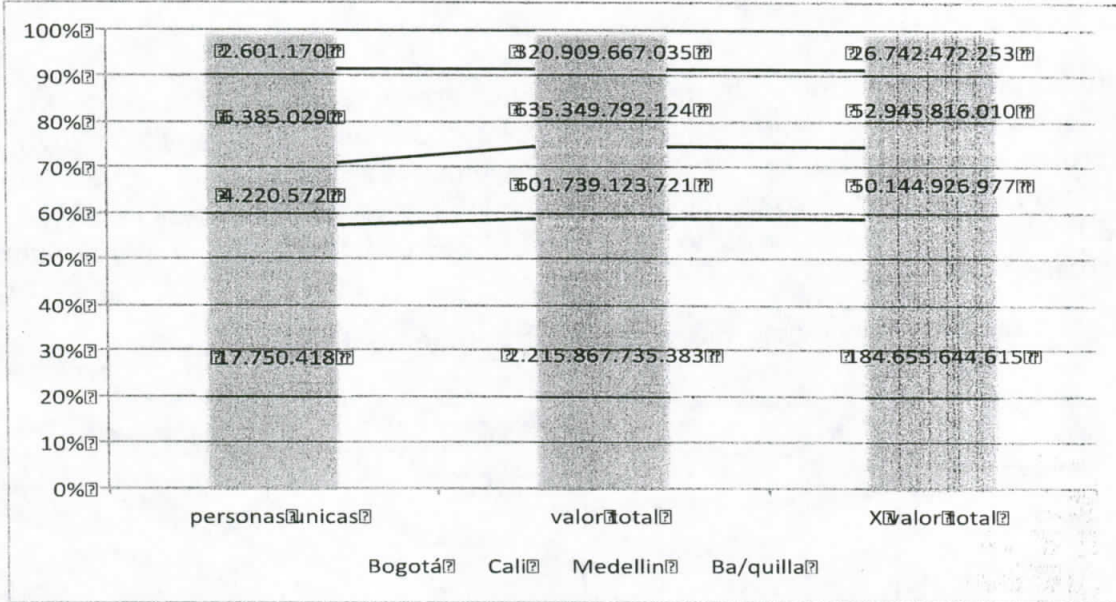 100%
2.601.170 320.909.667.035 26.742.472.253
90%
6.385.029 635.349.792.124 52.945.816.010
80%
70%
4.220.572 601.739.123.721 50.144.926.977
60%
50%
40%
30%
17.750.418 2.215.867.735.383 184.655.644.615
20%
10%
0%
personas unicas valor total X valor total
Bogotá Cali Medellin Ba/quilla